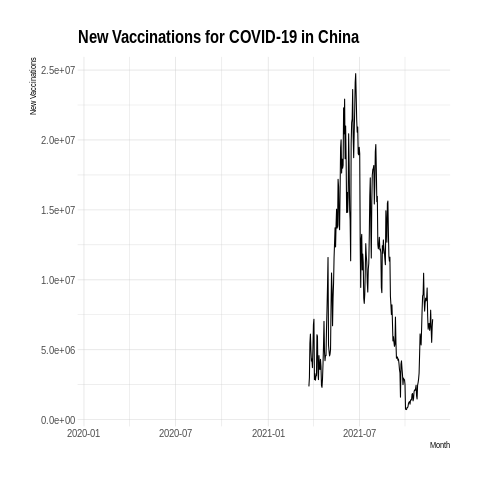 New Vaccinations for COVID-19 in China
New Vaccinations
2.5e+07
2.0e+07
1.5e+07
1.0e+07
5.0e+06
0.0e+00
2020-01 2020-07 2021-01 2021-07
Month